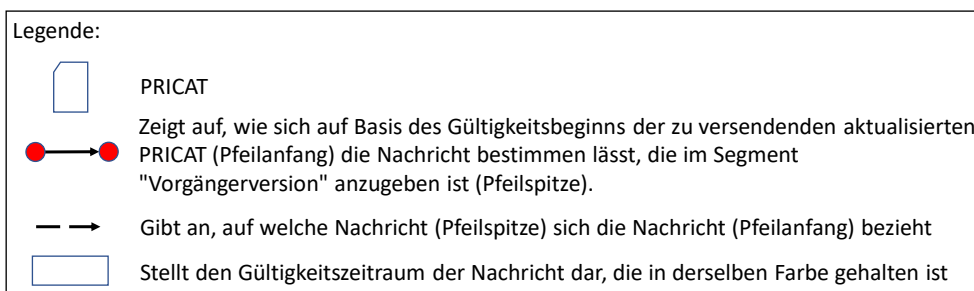 Legende:
PRICAT
Zeigt auf, wie sich auf Basis des Gültigkeitsbeginns der zu versendenden aktualisierten
PRICAT (Pfeilanfang) die Nachricht bestimmen lässt, die im Segment
"Vorgängerversion" anzugeben ist (Pfeilspitze).
Gibt an, auf welche Nachricht (Pfeilspitze) sich die Nachricht (Pfeilanfang) bezieht
Stellt den Gültigkeitszeitraum der Nachricht dar, die in derselben Farbe gehalten ist